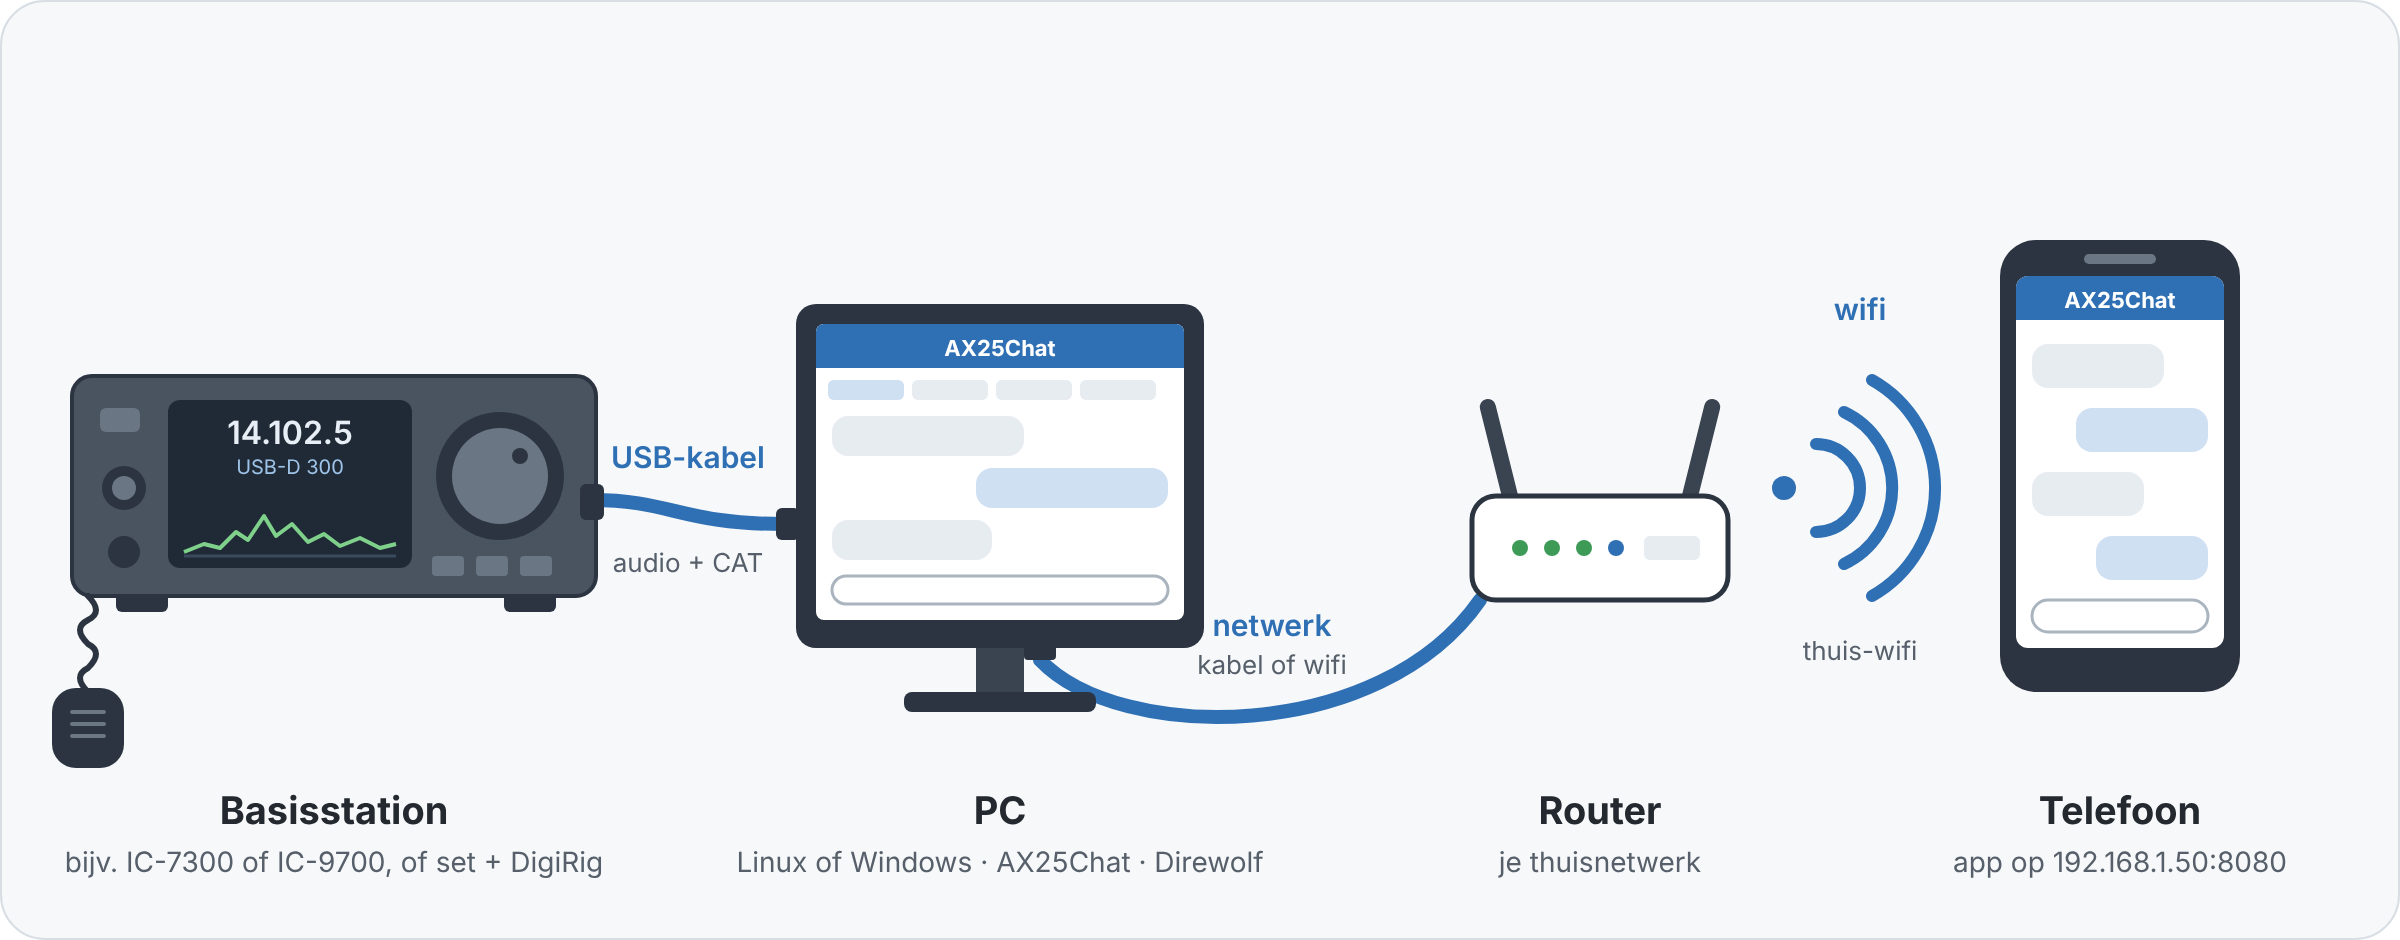 14.102.5
USB-D 300
USB-kabel
audio + CAT
AX25Chat
netwerk
kabel of wifi
wifi
thuis-wifi
AX25Chat
Basisstation
bijv. IC-7300 of IC-9700, of set + DigiRig
PC
Linux of Windows · AX25Chat · Direwolf
Router
je thuisnetwerk
Telefoon
app op 192.168.1.50:8080